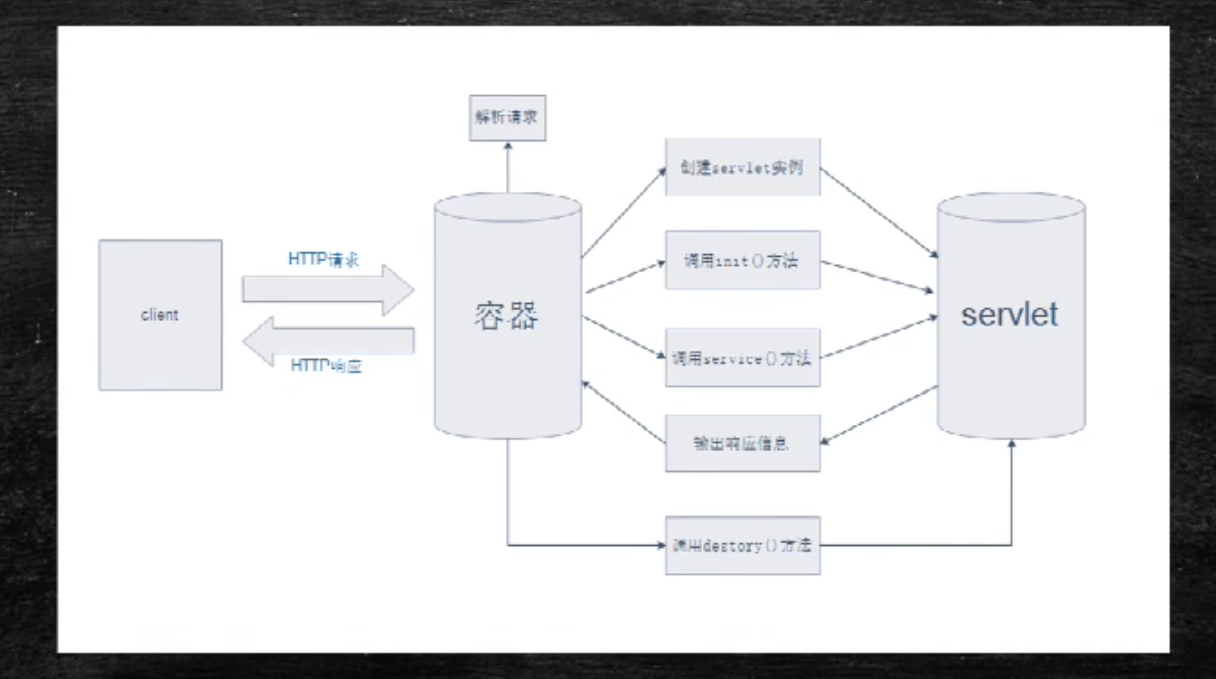 解析请求
创建servlet实例
HTTP请求
调用init()方法
client
容器
servlet
调用service()方法
HTTP响应
输出响应信息
调用destory()方法